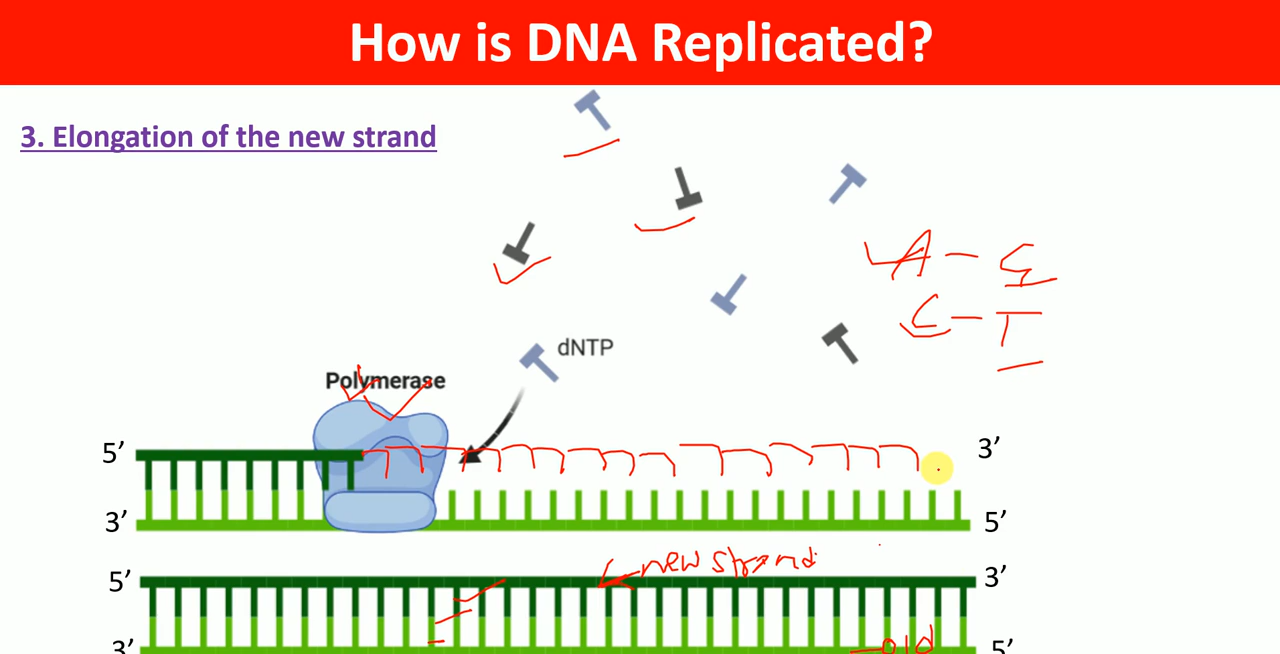 How is DNA Replicated?
3. Elongation of the new strand
A - G
C - T
dNTP
Polymerase
5’ 3’
3’ 5’
new strand
5’ 3’
old
3’ 5’